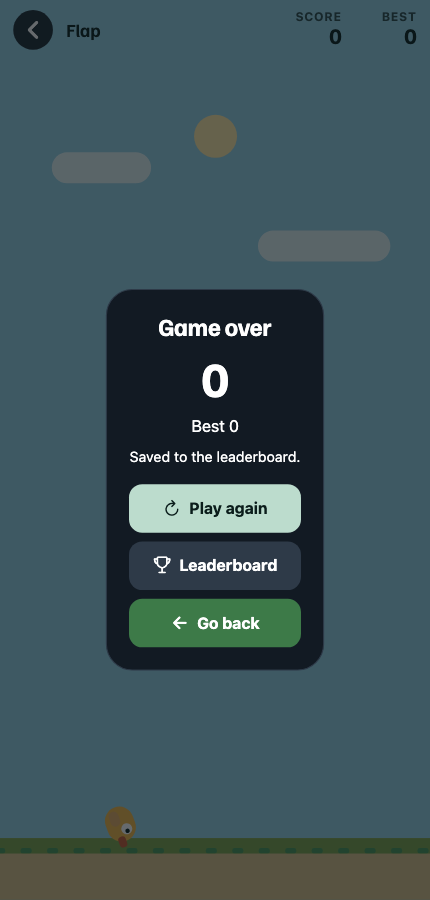 Flap
SCORE
0
BEST
0
Game over
0
Best 0
Saved to the leaderboard.
Play again
Leaderboard
Go back